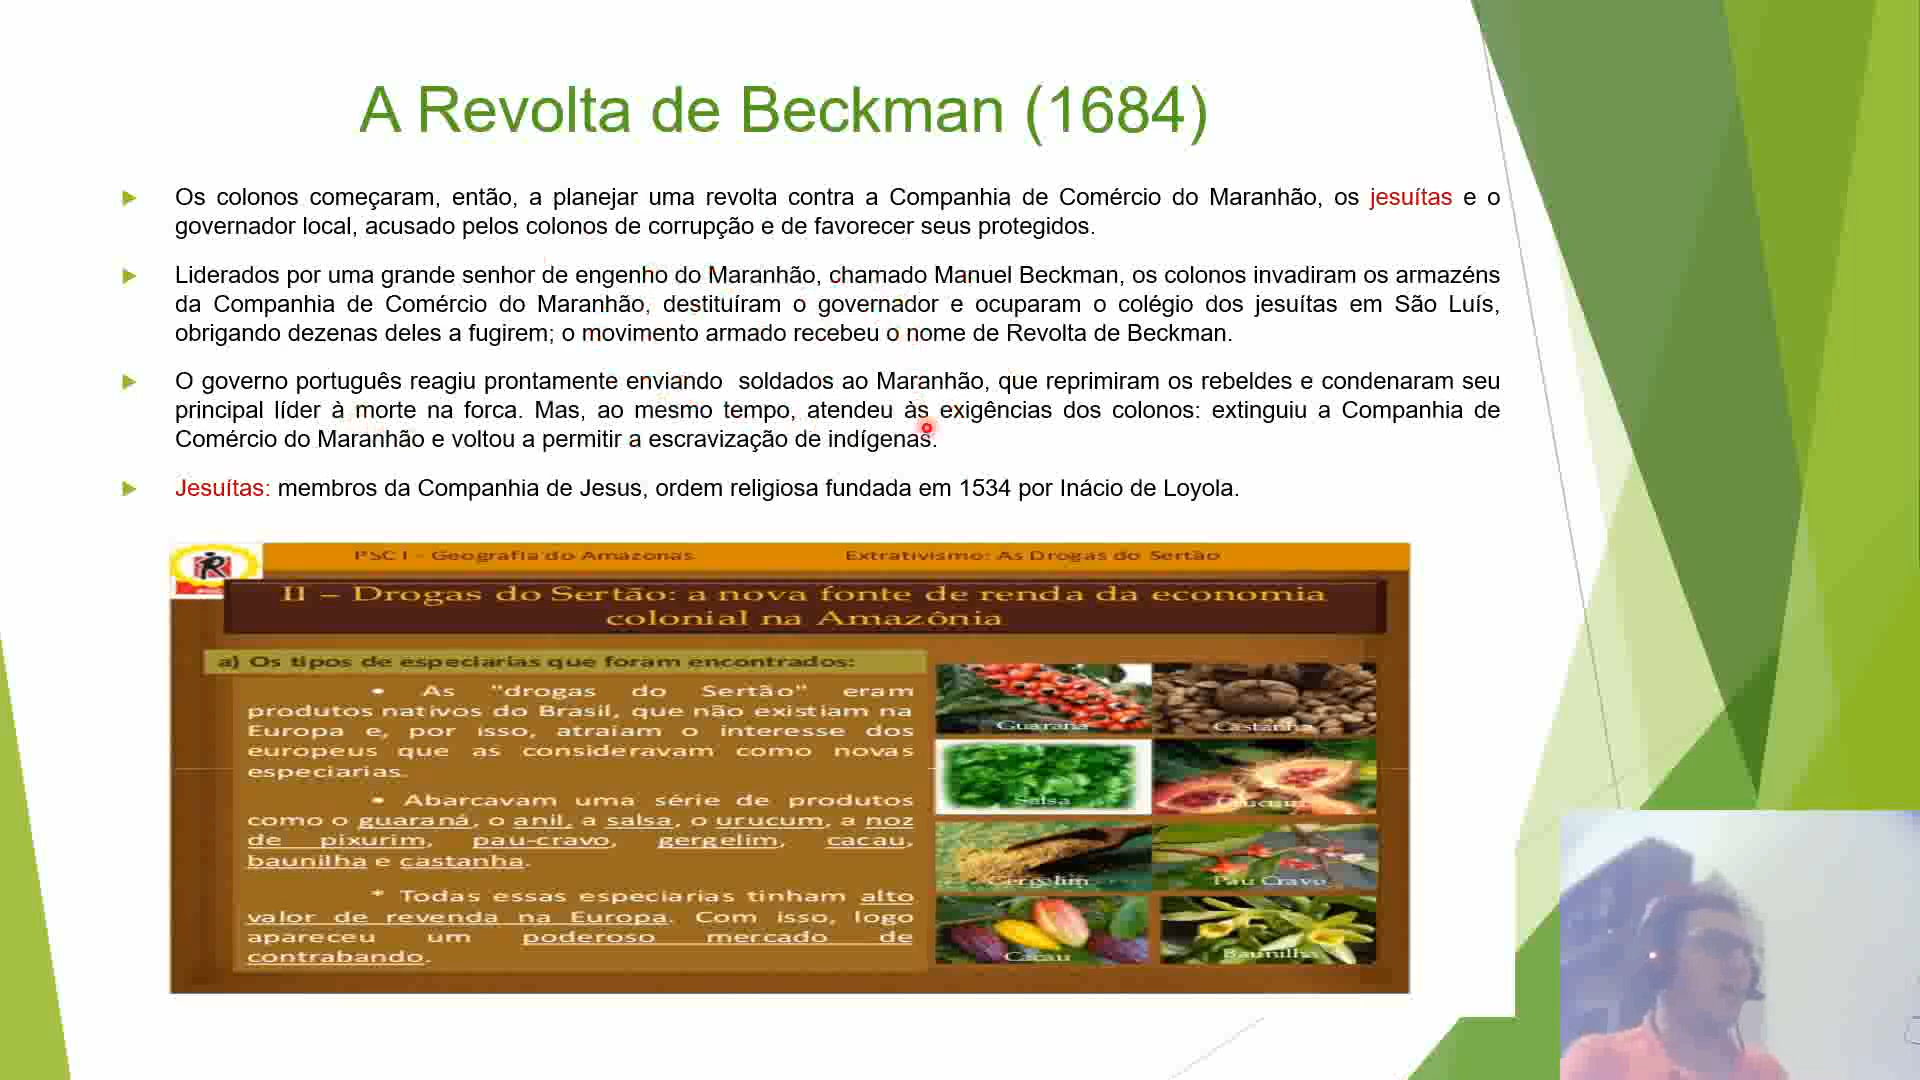 A Revolta de Beckman (1684)
Os colonos começaram, então, a planejar uma revolta contra a Companhia de Comércio do Maranhão, os jesuítas e o
governador local, acusado pelos colonos de corrupção e de favorecer seus protegidos.
Liderados por uma grande senhor de engenho do Maranhão, chamado Manuel Beckman, os colonos invadiram os armazéns
da Companhia de Comércio do Maranhão, destituíram o governador e ocuparam o colégio dos jesuítas em São Luís,
obrigando dezenas deles a fugirem; o movimento armado recebeu o nome de Revolta de Beckman.
O governo português reagiu prontamente enviando soldados ao Maranhão, que reprimiram os rebeldes e condenaram seu
principal líder à morte na forca. Mas, ao mesmo tempo, atendeu às exigências dos colonos: extinguiu a Companhia de
Comércio do Maranhão e voltou a permitir a escravização de indígenas.
Jesuítas: membros da Companhia de Jesus, ordem religiosa fundada em 1534 por Inácio de Loyola.
PSC I - Geografia do Amazonas
Extrativismo: As Drogas do Sertão
II – Drogas do Sertão: a nova fonte de renda da economia
colonial na Amazônia
a) Os tipos de especiarias que foram encontrados:
• As "drogas do Sertão" eram
produtos nativos do Brasil, que não existiam na
Europa e, por isso, atraíam o interesse dos
europeus que as consideravam como novas
especiarias.
• Abarcavam uma série de produtos
como o guaraná, o anil, a salsa, o urucum, a noz
de pixurim, pau-cravo, gergelim, cacau,
baunilha e castanha.
* Todas essas especiarias tinham alto
valor de revenda na Europa. Com isso, logo
apareceu um poderoso mercado de
contrabando.
Guaraná
Castanha
Salsa
Urucum
Gergelim
Pau Cravo
Cacau
Baunilha